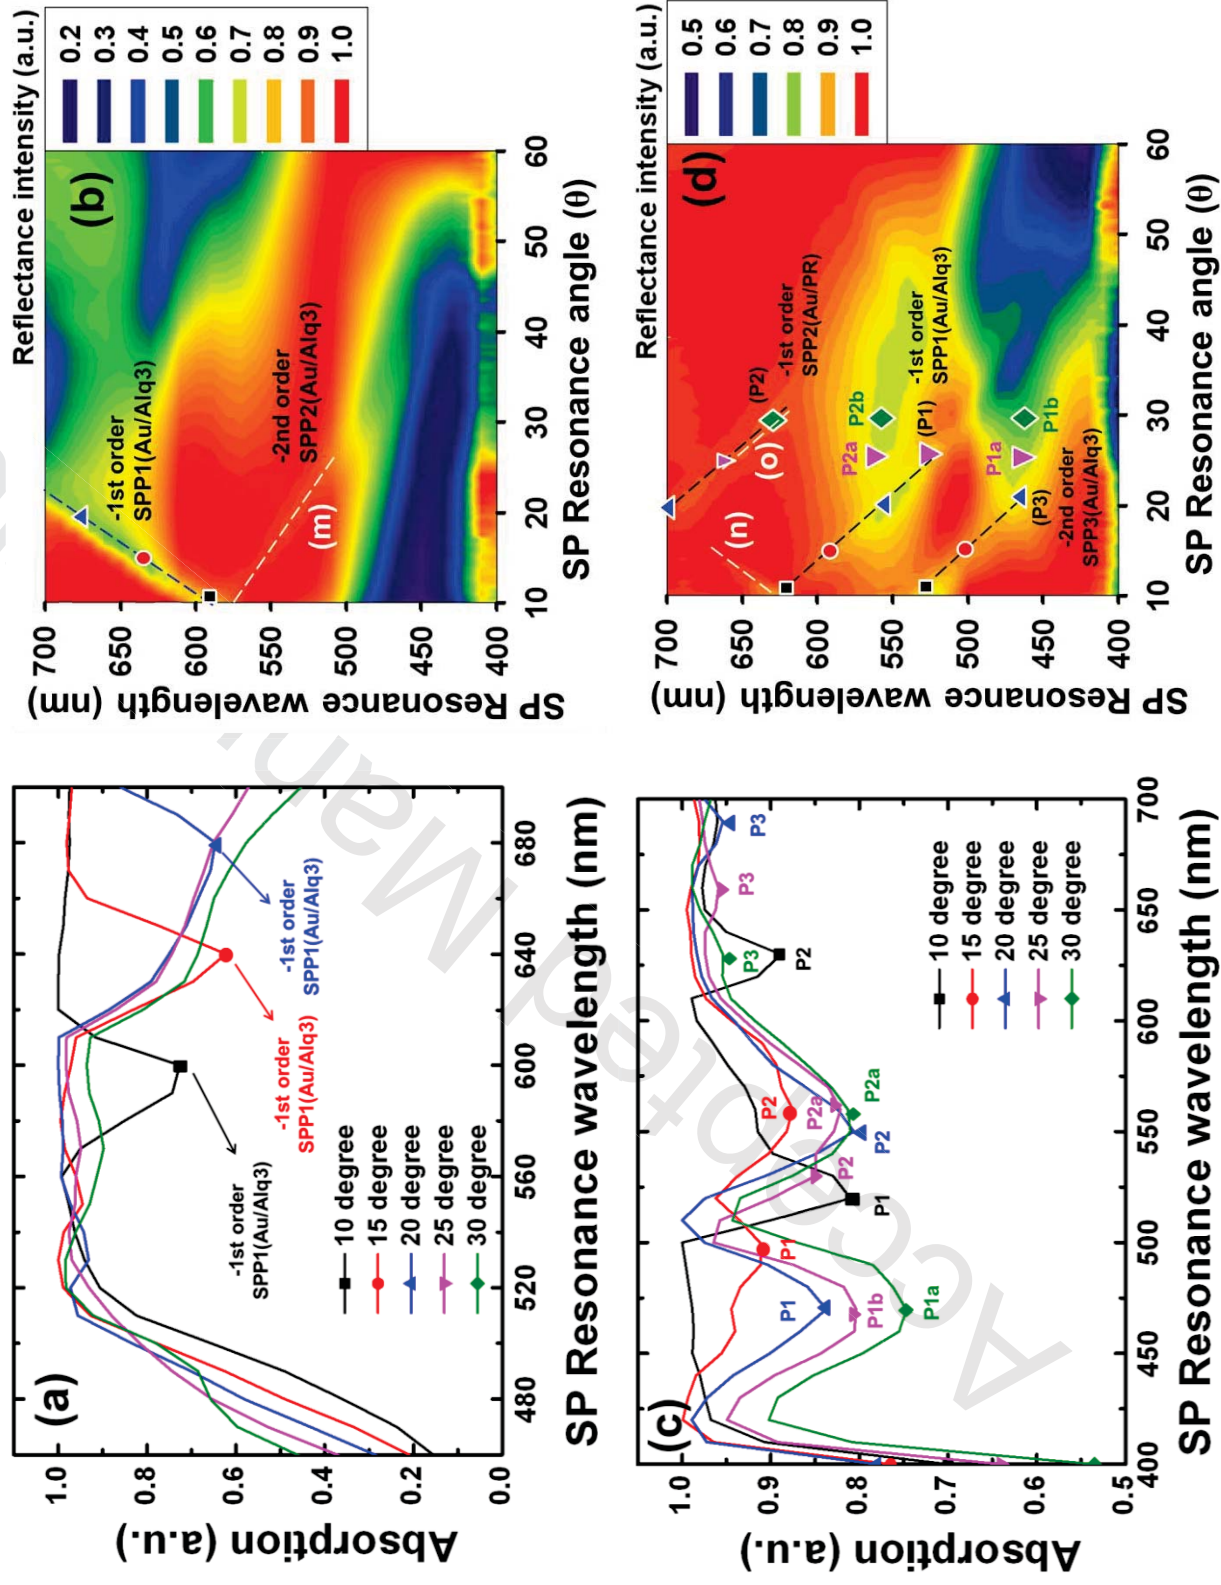 (a)
Absorption (a.u.)
1.0
0.8
0.6
0.4
0.2
0.0
480
520
560
600
640
680
SP Resonance wavelength (nm)
-1st order
SPP1(Au/Alq3)
-1st order
SPP1(Au/Alq3)
-1st order
SPP1(Au/Alq3)
10 degree
15 degree
20 degree
25 degree
30 degree
(b)
Reflectance intensity (a.u.)
0.2
0.3
0.4
0.5
0.6
0.7
0.8
0.9
1.0
SP Resonance wavelength (nm)
700
600
500
400
10
20
30
40
50
60
SP Resonance angle (θ)
-1st order
SPP1(Au/Alq3)
-2nd order
SPP2(Au/Alq3)
(m)
(c)
Absorption (a.u.)
1.0
0.9
0.8
0.7
0.6
0.5
400
450
500
550
600
650
700
SP Resonance wavelength (nm)
P1
P1
P1
P1b
P1a
P2
P2
P2
P2a
P2a
P2
P3
P3
P3
10 degree
15 degree
20 degree
25 degree
30 degree
(d)
Reflectance intensity (a.u.)
0.5
0.6
0.7
0.8
0.9
1.0
SP Resonance wavelength (nm)
700
650
600
550
500
450
400
10
20
30
40
50
60
SP Resonance angle (θ)
(n)
(o)
(P2)
-1st order
SPP2(Au/PR)
P2a
P2b
(P1)
-1st order
SPP1(Au/Alq3)
P1a
P1b
(P3)
-2nd order
SPP3(Au/Alq3)
Accepted Man